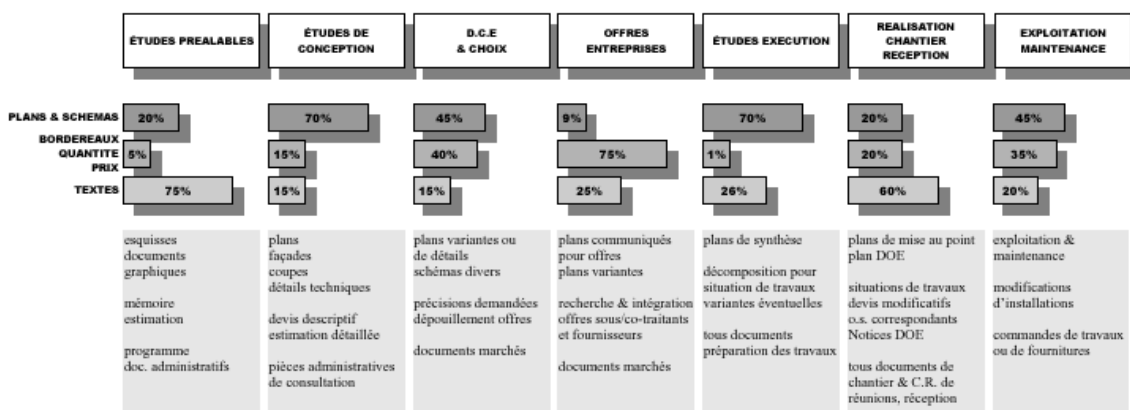 ÉTUDES PREALABLES
ÉTUDES DE
CONCEPTION
D.C.E
& CHOIX
OFFRES
ENTREPRISES
ÉTUDES EXECUTION
REALISATION
CHANTIER
RECEPTION
EXPLOITATION
MAINTENANCE
PLANS & SCHEMAS
20%
70%
45%
9%
70%
20%
45%
BORDEREAUX
QUANTITE
PRIX
5%
15%
40%
75%
1%
20%
35%
TEXTES
75%
15%
15%
25%
26%
60%
20%
esquisses
documents
graphiques
mémoire
estimation
programme
doc. administratifs
plans
façades
coupes
détails techniques
devis descriptif
estimation détaillée
pièces administratives
de consultation
plans variantes ou
de détails
schémas divers
précisions demandées
dépouillement offres
documents marchés
plans communiqués
pour offres
plans variantes
recherche & intégration
offres sous/co-traitants
et fournisseurs
documents marchés
plans de synthèse
décomposition pour
situation de travaux
variantes éventuelles
tous documents
préparation des travaux
plans de mise au point
plan DOE
situations de travaux
devis modificatifs
o.s. correspondants
Notices DOE
tous documents de
chantier & C.R. de
réunions, réception
exploitation &
maintenance
modifications
d'installations
commandes de travaux
ou de fournitures